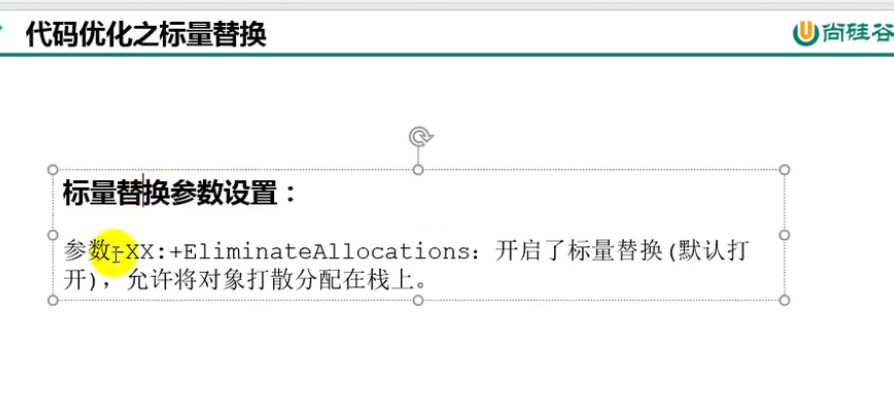 代码优化之标量替换
尚硅谷
标量替换参数设置：
参数-XX:+EliminateAllocations：开启了标量替换(默认打
开)，允许将对象打散分配在栈上。